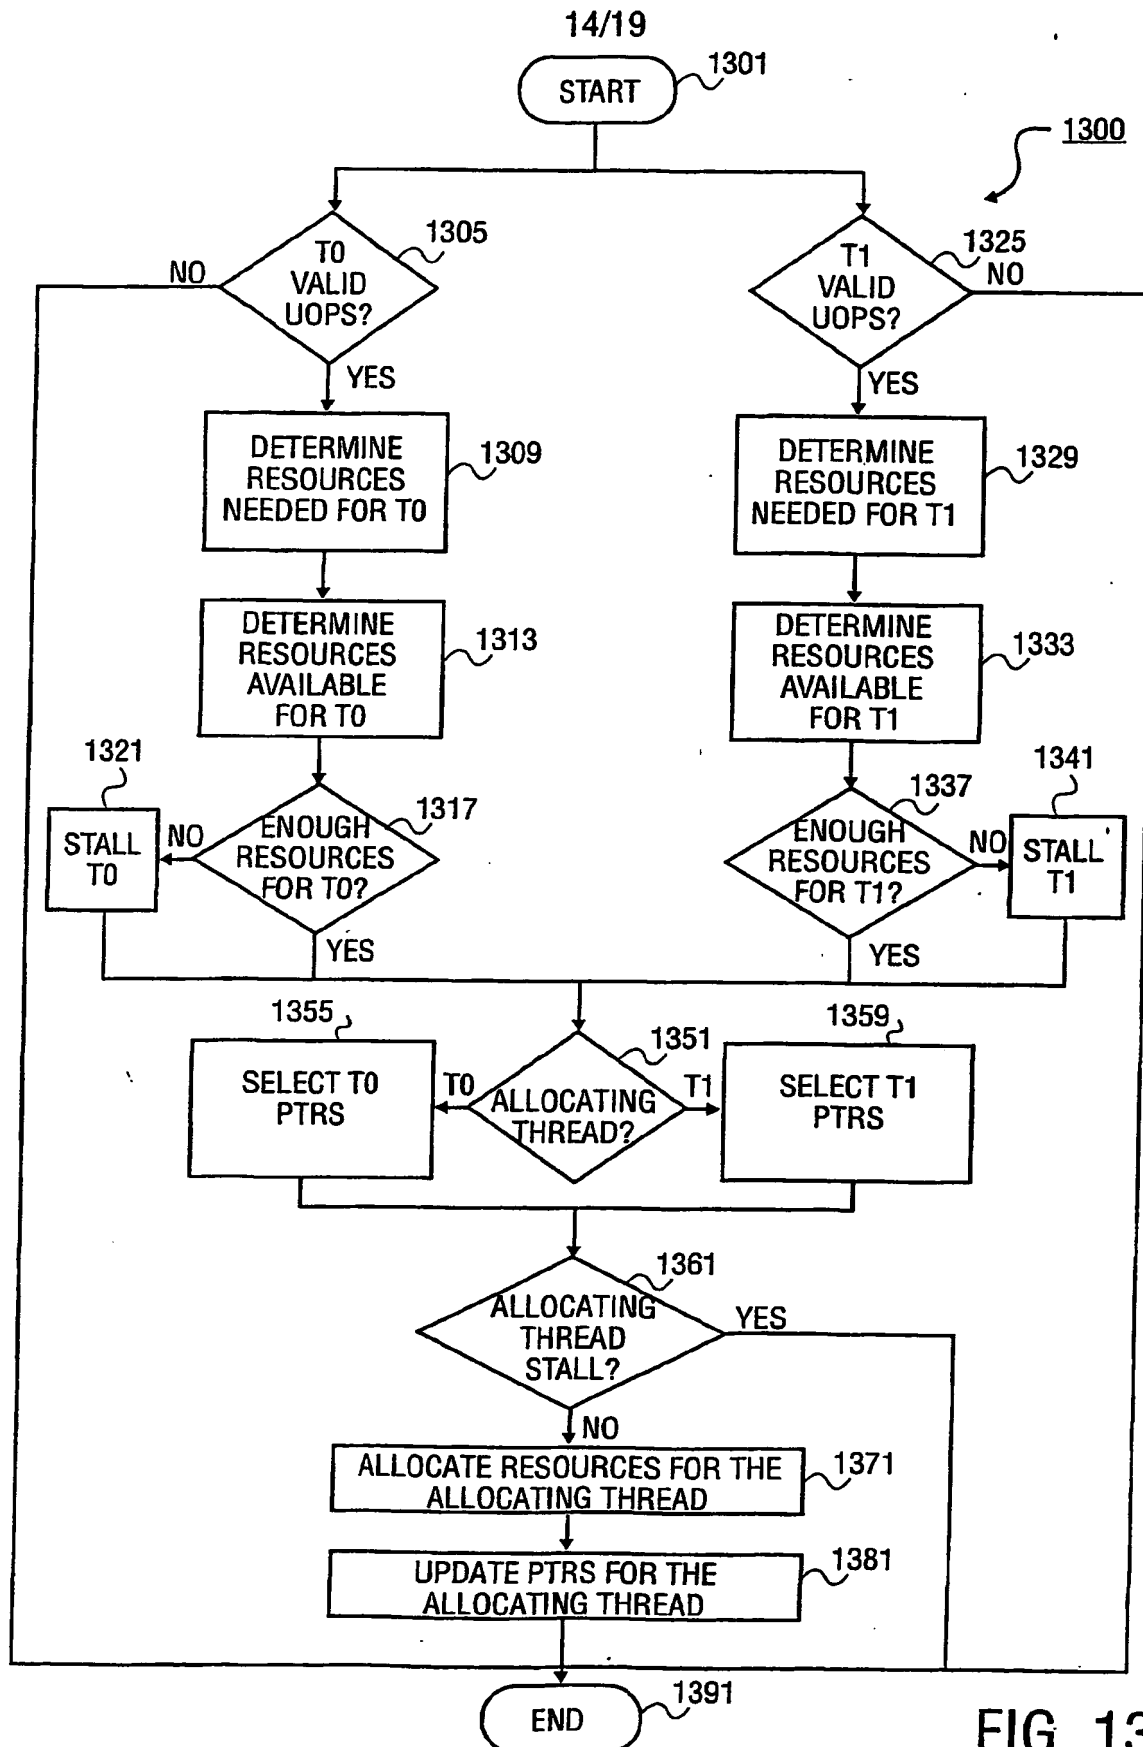 14/19
START
1301
1300
T0
VALID
UOPS?
1305
NO
YES
T1
VALID
UOPS?
1325
NO
YES
DETERMINE
RESOURCES
NEEDED FOR T0
1309
DETERMINE
RESOURCES
NEEDED FOR T1
1329
DETERMINE
RESOURCES
AVAILABLE
FOR T0
1313
DETERMINE
RESOURCES
AVAILABLE
FOR T1
1333
1321
STALL
T0
NO
ENOUGH
RESOURCES
FOR T0?
1317
YES
ENOUGH
RESOURCES
FOR T1?
1337
NO
YES
1341
STALL
T1
1355
SELECT T0
PTRS
T0
ALLOCATING
THREAD?
1351
T1
1359
SELECT T1
PTRS
ALLOCATING
THREAD
STALL?
1361
YES
NO
ALLOCATE RESOURCES FOR THE
ALLOCATING THREAD
1371
UPDATE PTRS FOR THE
ALLOCATING THREAD
1381
END
1391
FIG. 13